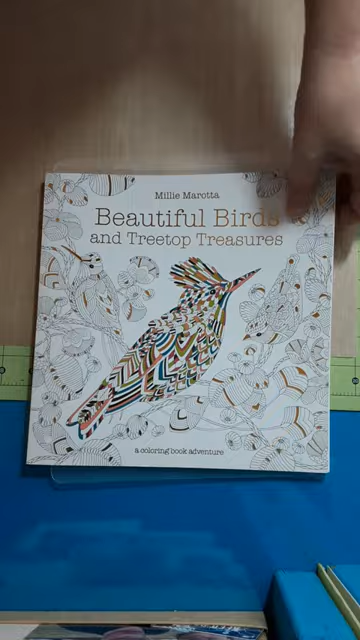 Millie Marotta
Beautiful Birds
and Treetop Treasures
a coloring book adventure